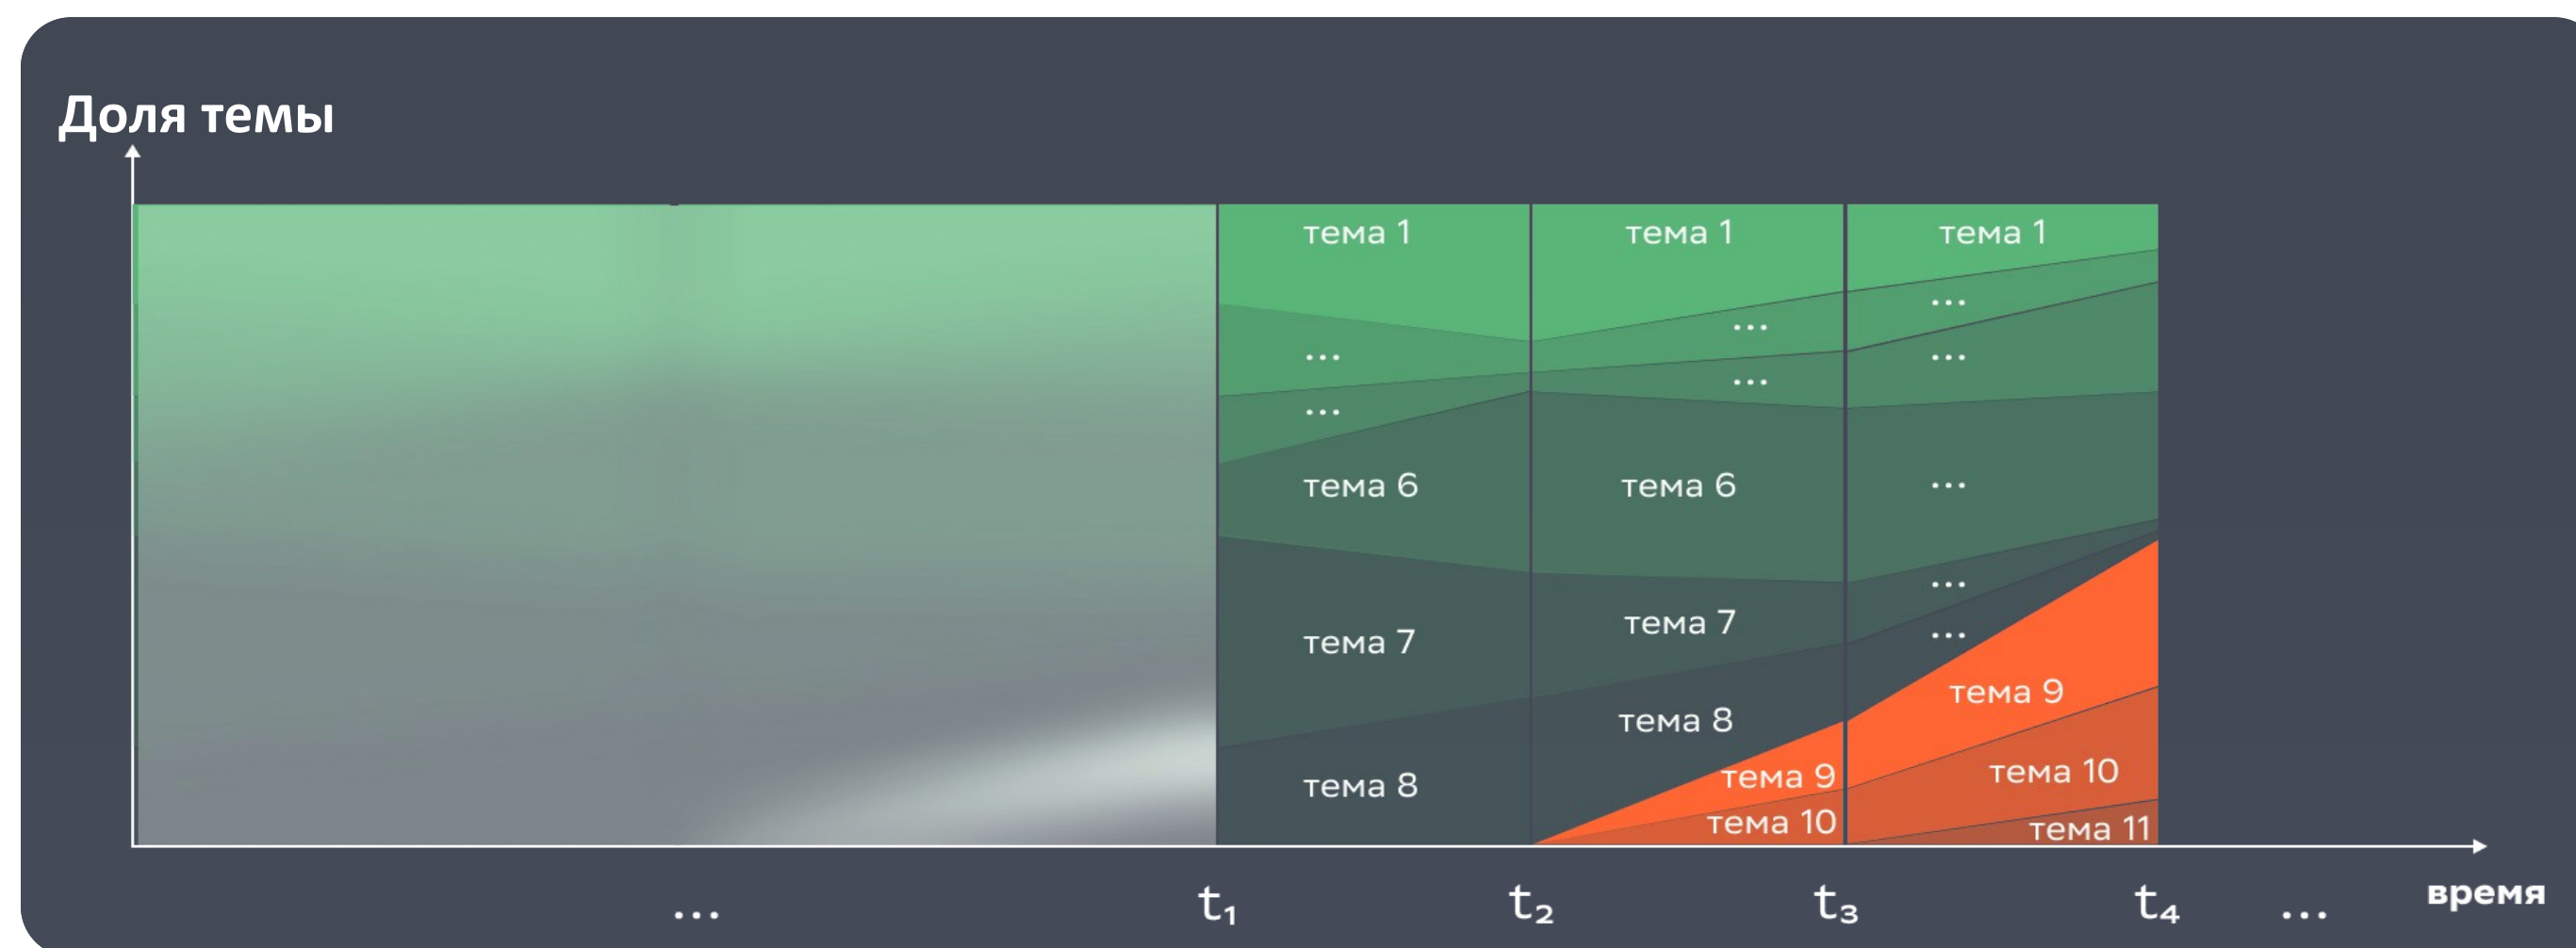 Доля темы
тема 1 тема 1 тема 1
...
...
... ...
... ...
тема 6 тема 6 ...
...
тема 7 тема 7 ...
тема 9
тема 8
тема 9 тема 10
тема 8
тема 10 тема 11
время
... t₁ t₂ t₃ t₄ ...